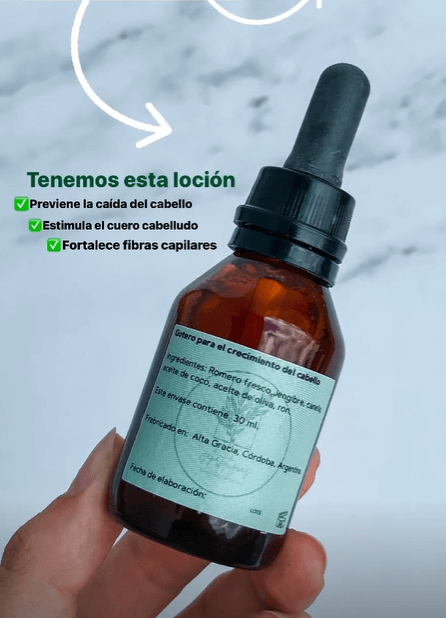 Tenemos esta loción
✅Previene la caída del cabello
✅Estimula el cuero cabelludo
✅Fortalece fibras capilares
Gotero para el crecimiento del cabello
Ingredientes: Romero fresco, Jengibre, canela,
aceite de coco, aceite de oliva, ron.
Este envase contiene 30 ml.
Fabricado en: Alta Gracia, Córdoba, Argentina
Fecha de elaboración: